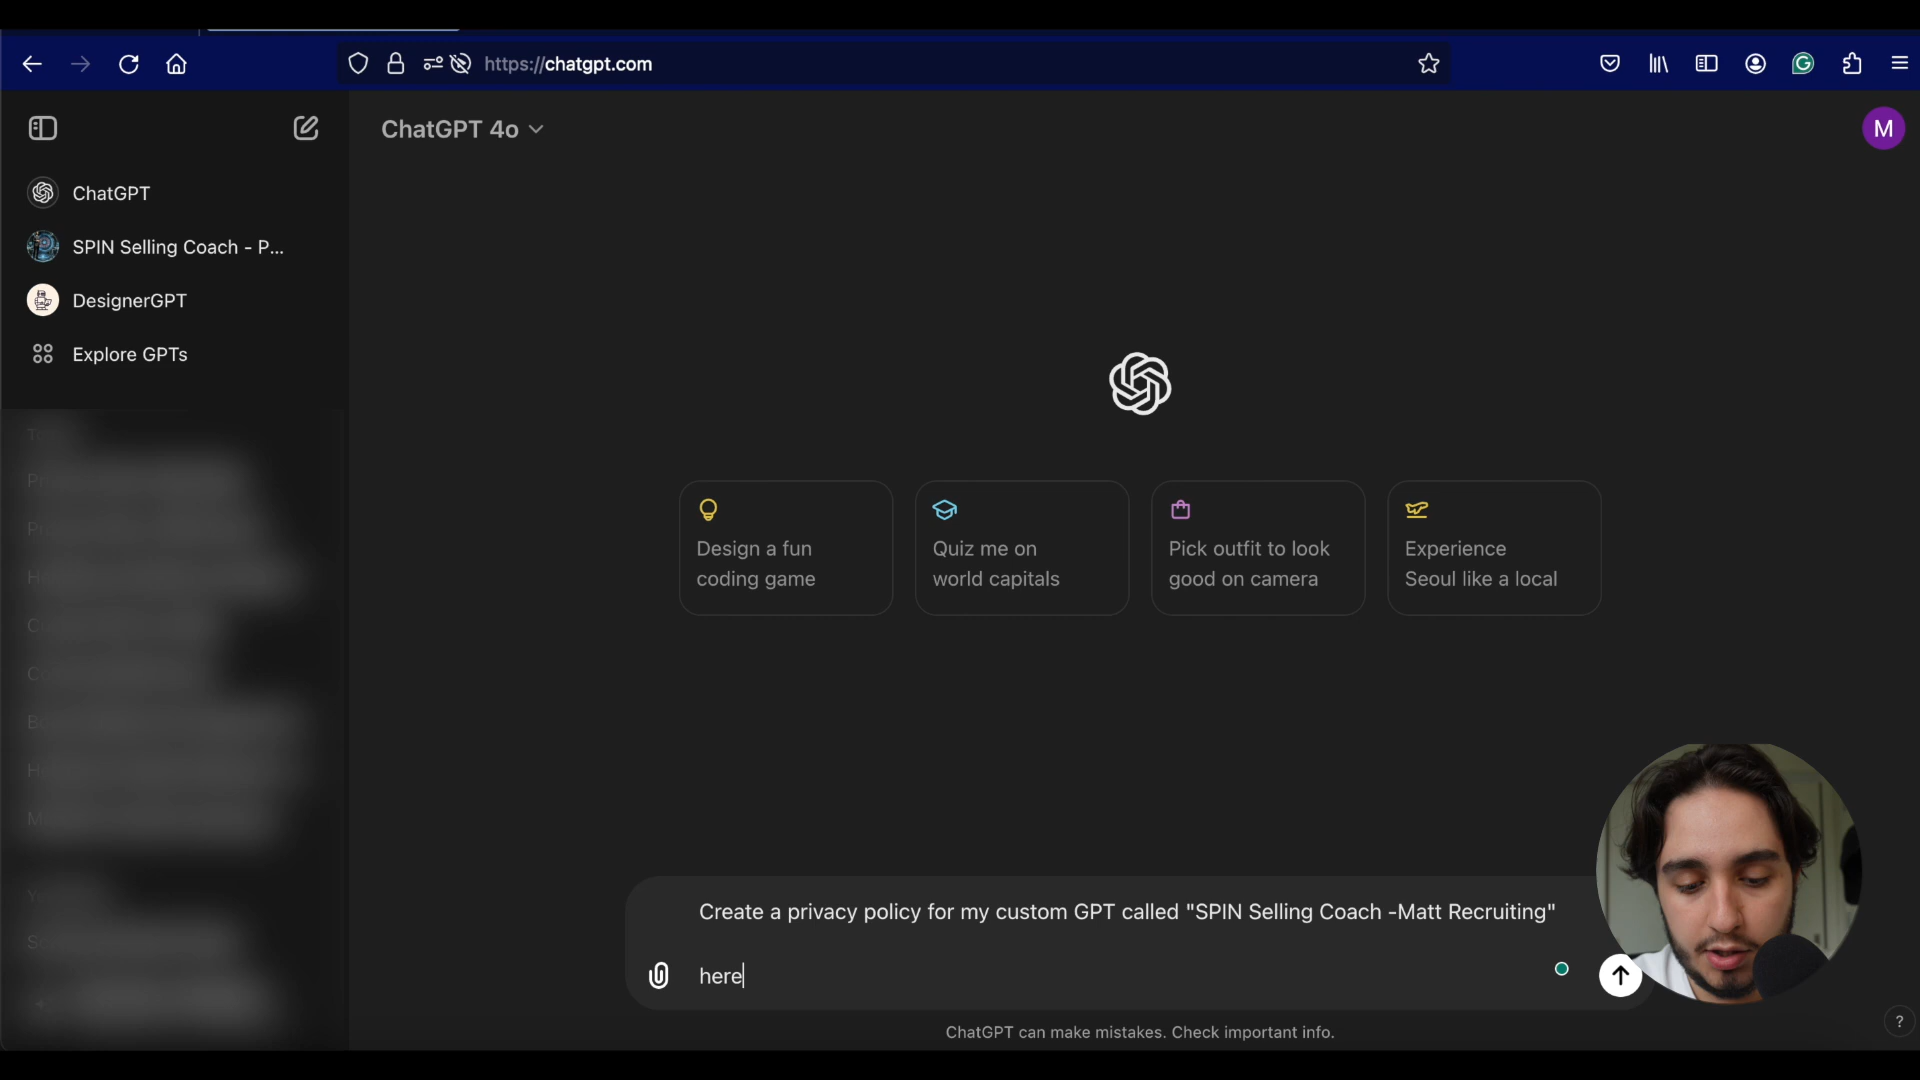 https://chatgpt.com
ChatGPT 4o
M
ChatGPT
SPIN Selling Coach - P...
DesignerGPT
Explore GPTs
Design a fun
coding game
Quiz me on
world capitals
Pick outfit to look
good on camera
Experience
Seoul like a local
Create a privacy policy for my custom GPT called "SPIN Selling Coach -Matt Recruiting"
here
ChatGPT can make mistakes. Check important info.
?